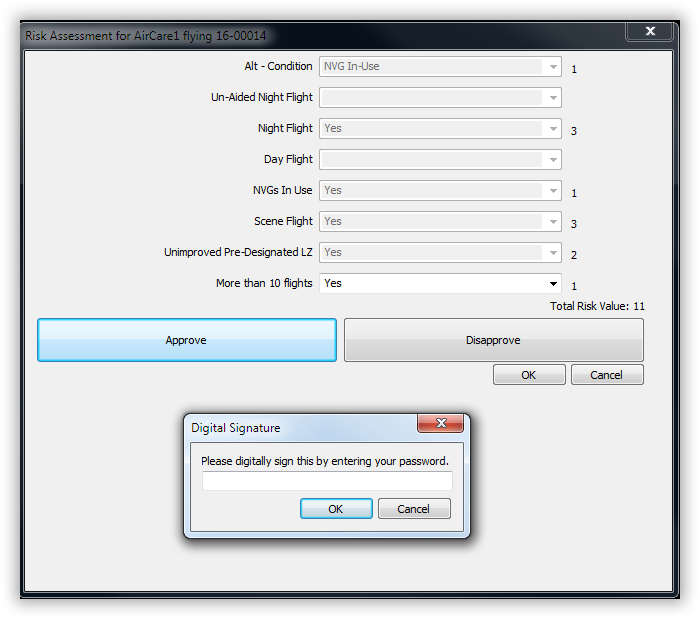 Risk Assessment for AirCare1 flying 16-00014
Alt - Condition NVG In-Use 1
Un-Aided Night Flight
Night Flight Yes 3
Day Flight
NVGs In Use Yes 1
Scene Flight Yes 3
Unimproved Pre-Designated LZ Yes 2
More than 10 flights Yes 1
Total Risk Value: 11
Approve Disapprove
OK Cancel
Digital Signature
Please digitally sign this by entering your password.
OK Cancel